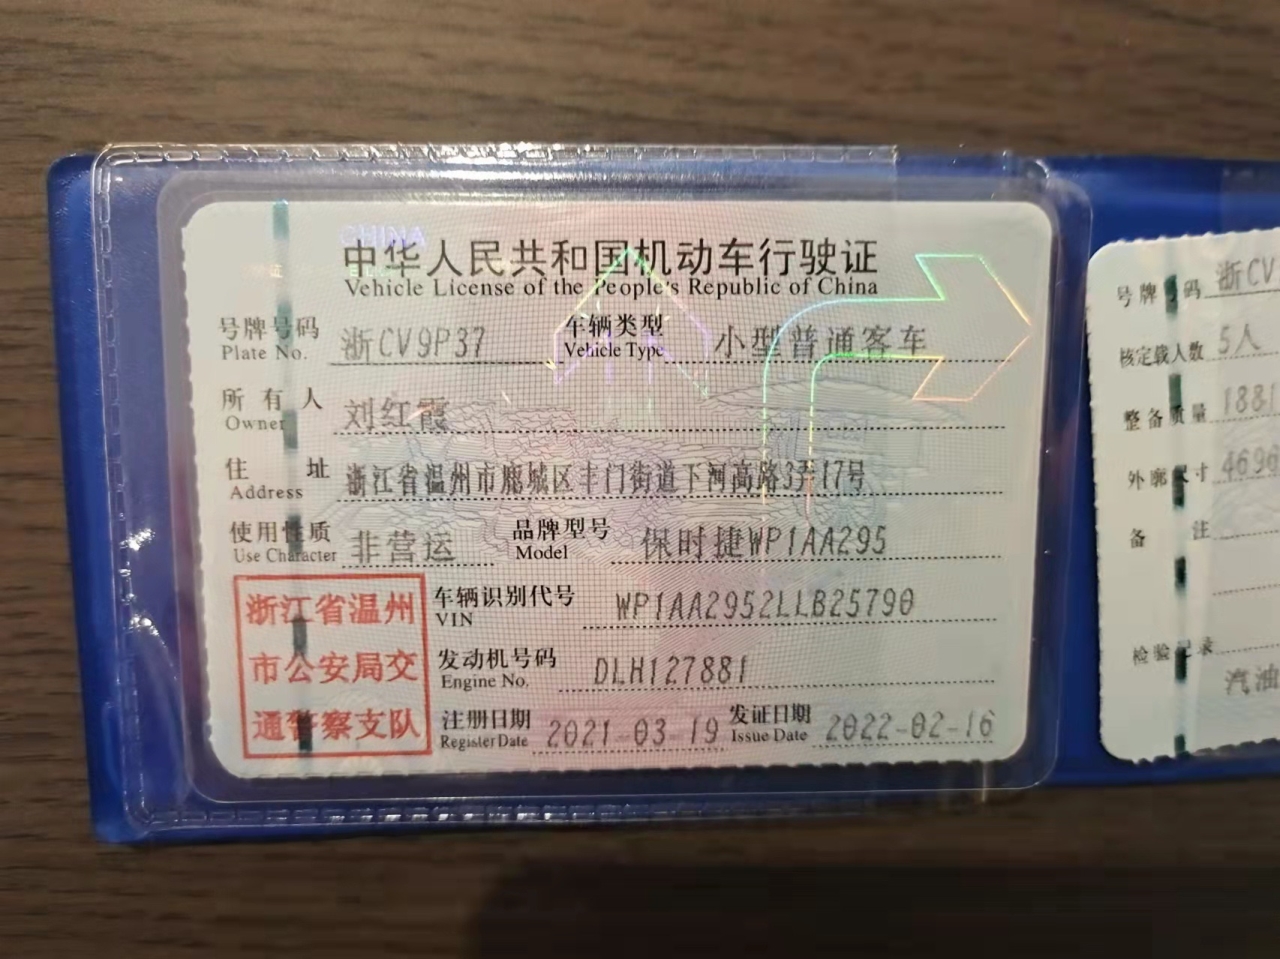 CHINA
中华人民共和国机动车行驶证
Vehicle License of the People's Republic of China
号牌号码 浙CV9P37 车辆类型 小型普通客车
Plate No. Vehicle Type
所有人 刘红霞
Owner
住址 浙江省温州市鹿城区丰门街道下河高路3弄17号
Address
使用性质 非营运 品牌型号 保时捷WP1AA295
Use Character Model
浙江省温州
市公安局交
通警察支队
车辆识别代号 WP1AA2952LLB25790
VIN
发动机号码 DLH127881
Engine No.
注册日期 2021-03-19 发证日期 2022-02-16
Register Date Issue Date
号牌号码 浙CV
核定载人数 5人
整备质量 1881
外廓尺寸 4696
备注
检验记录
汽油